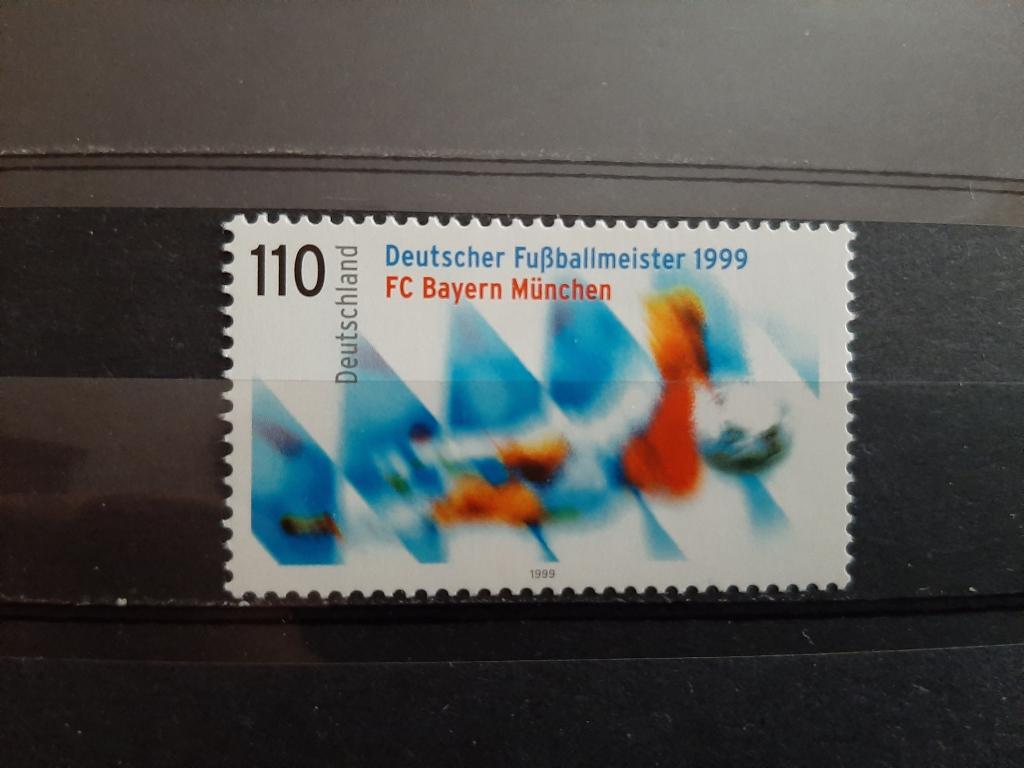 110
Deutschland
Deutscher Fußballmeister 1999
FC Bayern München
1999